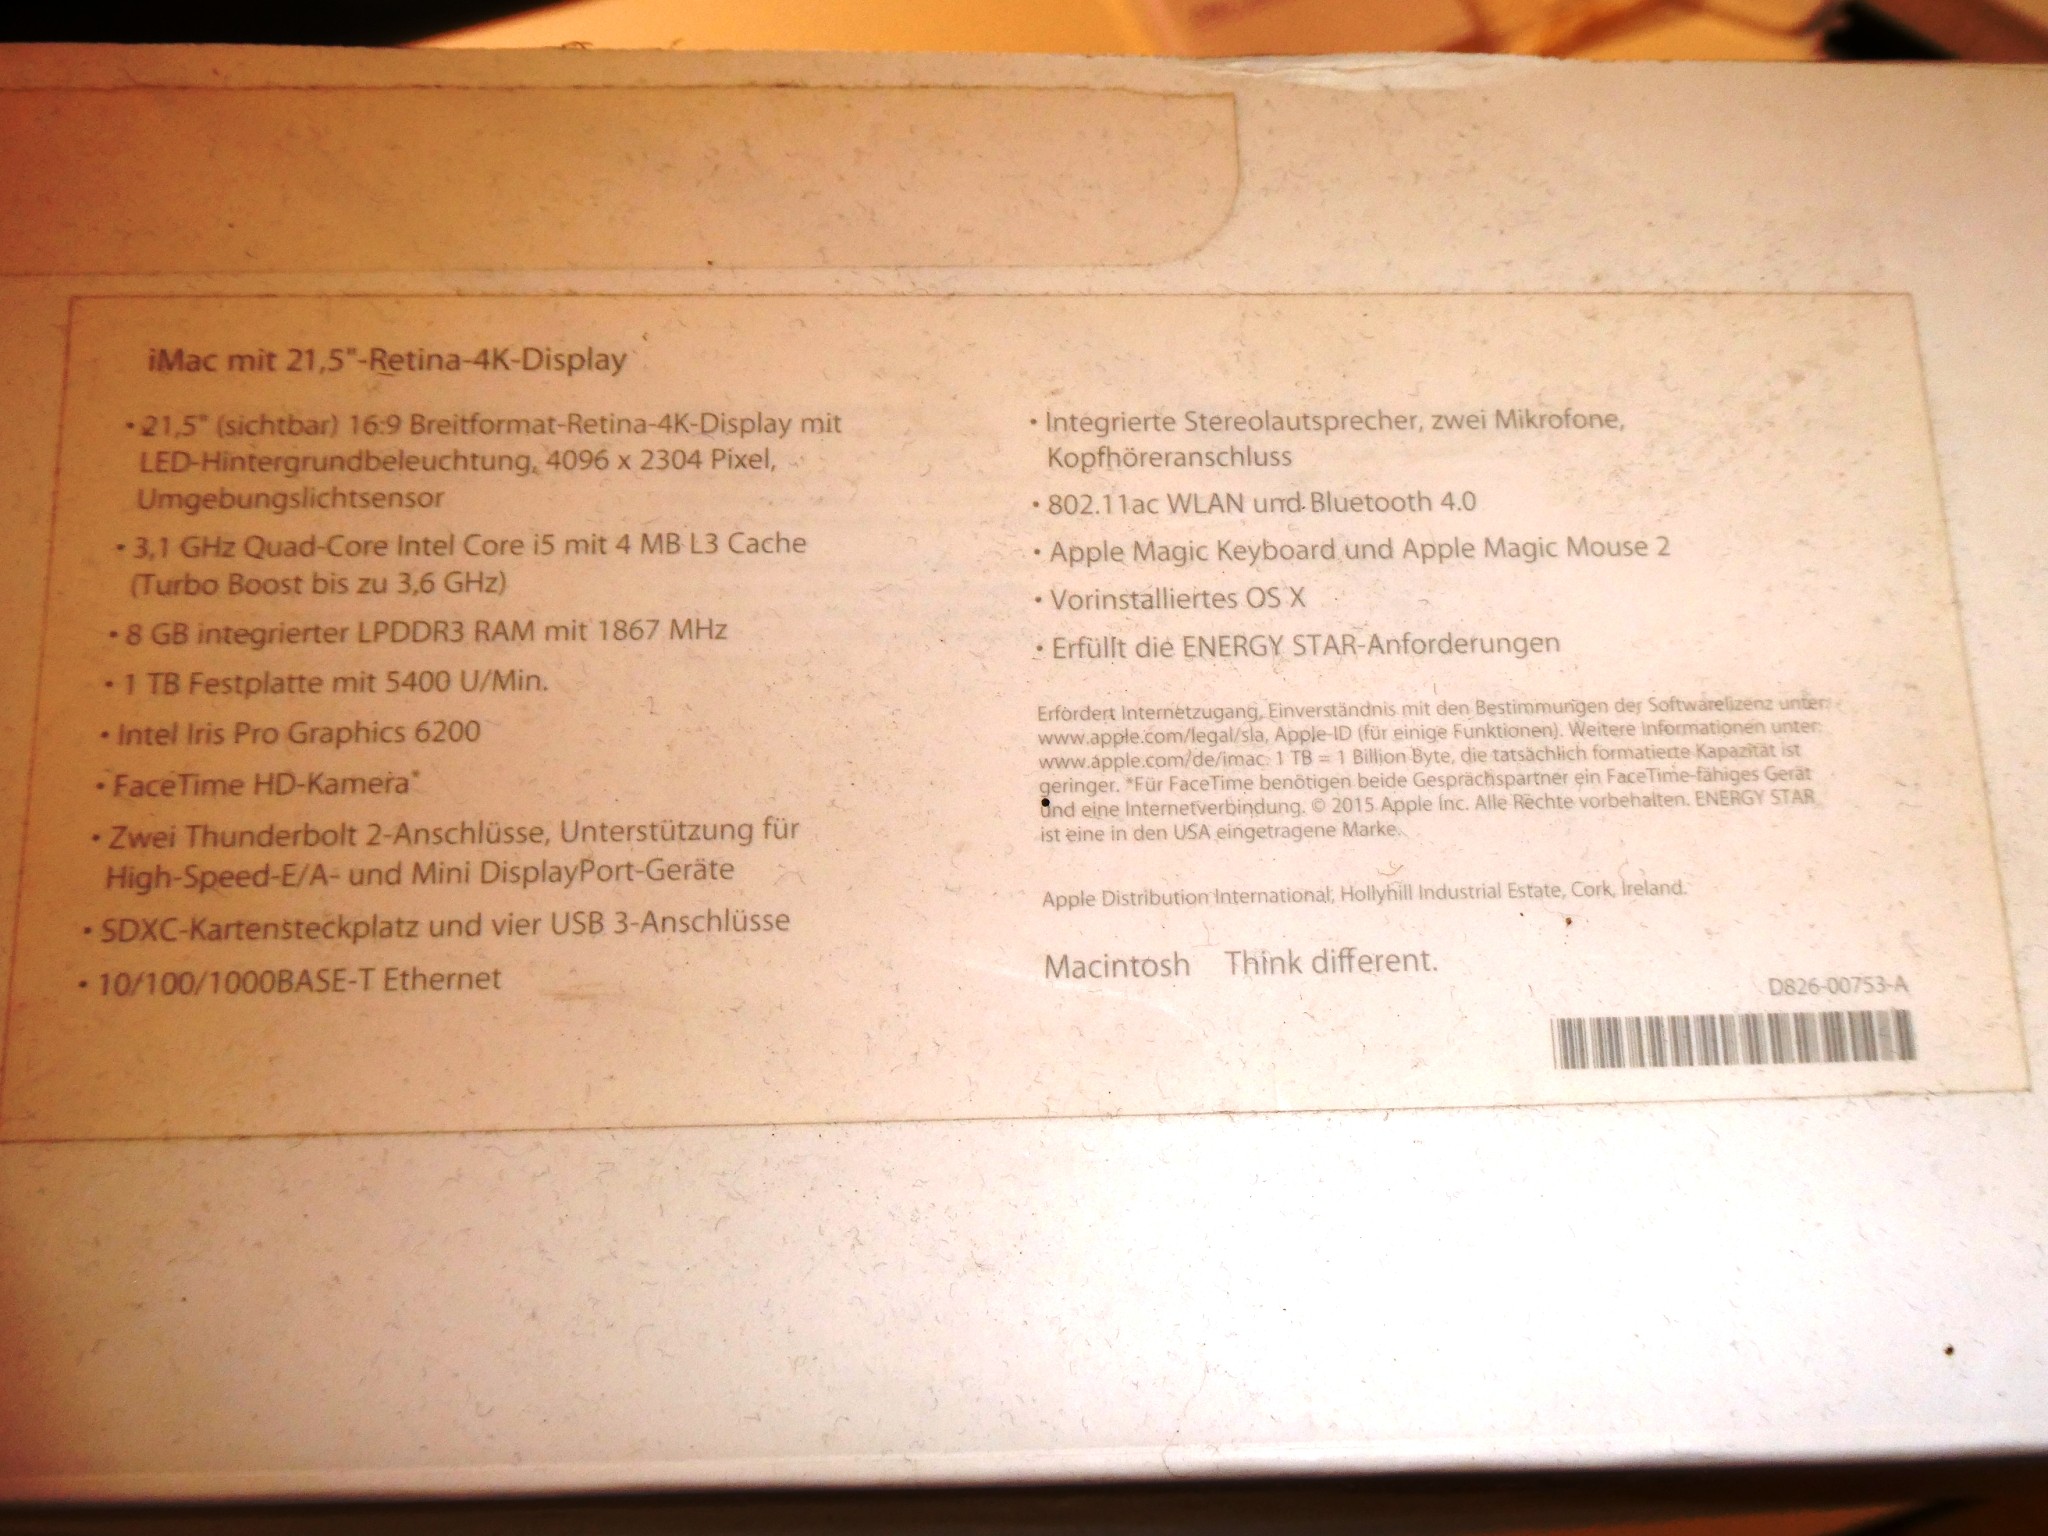 iMac mit 21,5"-Retina-4K-Display
• 21,5" (sichtbar) 16:9 Breitformat-Retina-4K-Display mit
LED-Hintergrundbeleuchtung, 4096 x 2304 Pixel,
Umgebungslichtsensor
• 3,1 GHz Quad-Core Intel Core i5 mit 4 MB L3 Cache
(Turbo Boost bis zu 3,6 GHz)
• 8 GB integrierter LPDDR3 RAM mit 1867 MHz
• 1 TB Festplatte mit 5400 U/Min.
• Intel Iris Pro Graphics 6200
• FaceTime HD-Kamera*
• Zwei Thunderbolt 2-Anschlüsse, Unterstützung für
High-Speed-E/A- und Mini DisplayPort-Geräte
• SDXC-Kartensteckplatz und vier USB 3-Anschlüsse
• 10/100/1000BASE-T Ethernet
• Integrierte Stereolautsprecher, zwei Mikrofone,
Kopfhöreranschluss
• 802.11ac WLAN und Bluetooth 4.0
• Apple Magic Keyboard und Apple Magic Mouse 2
• Vorinstalliertes OS X
• Erfüllt die ENERGY STAR-Anforderungen
Erfordert Internetzugang, Einverständnis mit den Bestimmungen der Softwarelizenz unter:
www.apple.com/legal/sla, Apple-ID (für einige Funktionen). Weitere Informationen unter:
www.apple.com/de/imac. 1 TB = 1 Billion Byte, die tatsächlich formatierte Kapazität ist
geringer. *Für FaceTime benötigen beide Gesprächspartner ein FaceTime-fähiges Gerät
und eine Internetverbindung. © 2015 Apple Inc. Alle Rechte vorbehalten. ENERGY STAR
ist eine in den USA eingetragene Marke.
Apple Distribution International, Hollyhill Industrial Estate, Cork, Ireland.
Macintosh Think different.
D826-00753-A